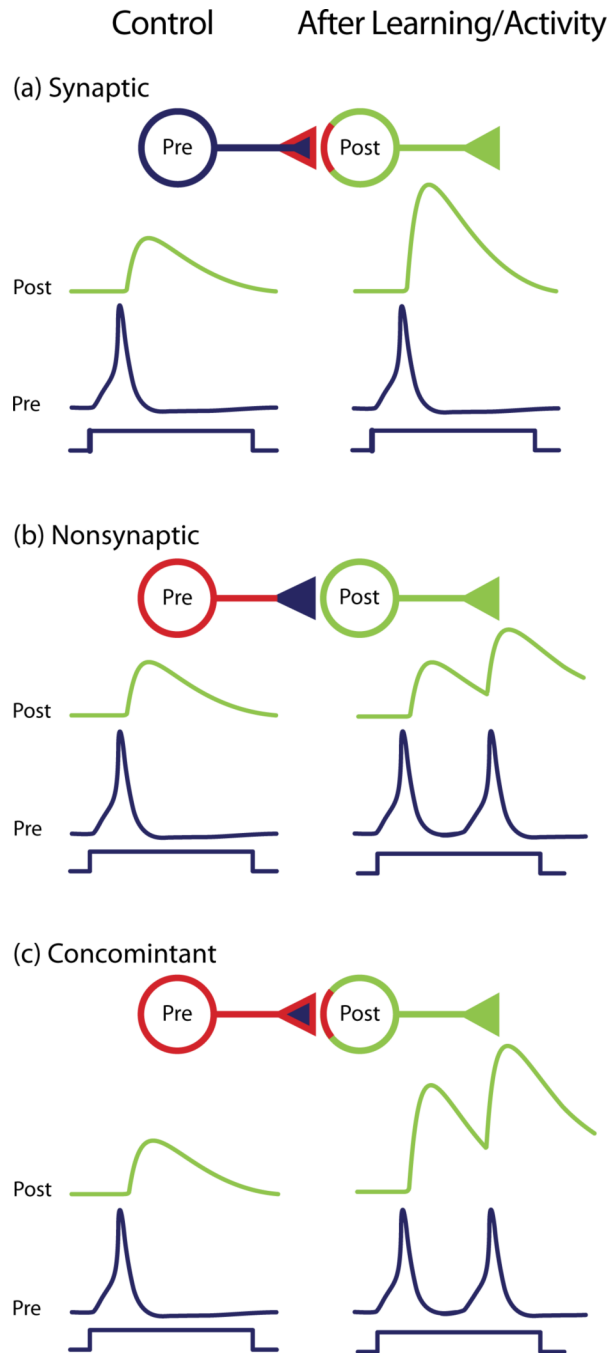 Control After Learning/Activity
(a) Synaptic
Pre Post
Post
Pre
(b) Nonsynaptic
Pre Post
Post
Pre
(c) Concomintant
Pre Post
Post
Pre